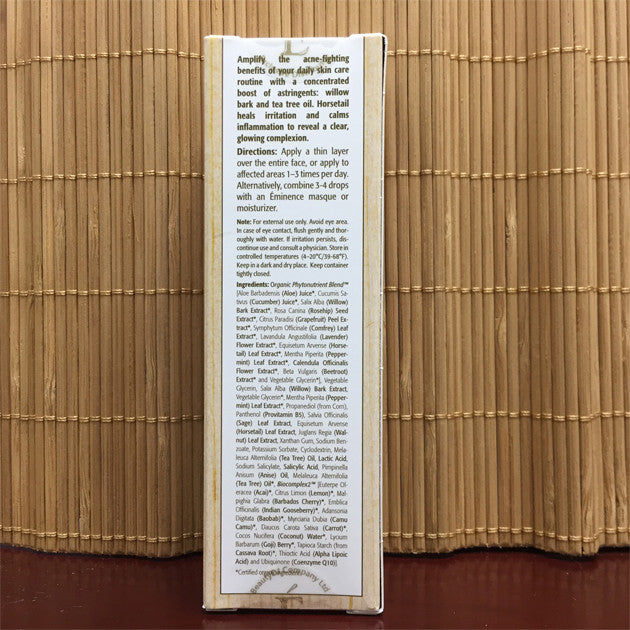 Amplify the acne-fighting
benefits of your daily skin care
routine with a concentrated
boost of astringents: willow
bark and tea tree oil. Horsetail
heals irritation and calms
inflammation to reveal a clear,
glowing complexion.
Directions: Apply a thin layer
over the entire face, or apply to
affected areas 1–3 times per day.
Alternatively, combine 3-4 drops
with an Éminence masque or
moisturizer.
Note: For external use only. Avoid eye area.
In case of eye contact, flush gently and thor-
oughly with water. If irritation persists, dis-
continue use and consult a physician. Store in
controlled temperatures (4–20°C/39-68°F).
Keep in a dark and dry place. Keep container
tightly closed.
Ingredients: Organic Phytonutrient Blend™
[Aloe Barbadensis (Aloe) Juice*, Cucumis Sa-
tivus (Cucumber) Juice*, Salix Alba (Willow)
Bark Extract*, Rosa Canina (Rosehip) Seed
Extract*, Citrus Paradisi (Grapefruit) Peel Ex-
tract*, Symphytum Officinale (Comfrey) Leaf
Extract*, Lavandula Angustifolia (Lavender)
Flower Extract*, Equisetum Arvense (Horse-
tail) Leaf Extract*, Mentha Piperita (Pepper-
mint) Leaf Extract*, Calendula Officinalis
Flower Extract*, Beta Vulgaris (Beetroot)
Extract* and Vegetable Glycerin*], Vegetable
Glycerin, Salix Alba (Willow) Bark Extract,
Vegetable Glycerin*, Mentha Piperita (Pepper-
mint) Leaf Extract*, Propanediol (from Corn),
Panthenol (Provitamin B5), Salvia Officinalis
(Sage) Leaf Extract, Equisetum Arvense
(Horsetail) Leaf Extract, Juglans Regia (Wal-
nut) Leaf Extract, Xanthan Gum, Sodium Ben-
zoate, Potassium Sorbate, Cyclodextrin, Mela-
leuca Alternifolia (Tea Tree) Oil, Lactic Acid,
Sodium Salicylate, Salicylic Acid, Pimpinella
Anisum (Anise) Oil, Melaleuca Alternifolia
(Tea Tree) Oil*, Biocomplex2™ [Euterpe Ol-
eracea (Acai)*, Citrus Limon (Lemon)*, Mal-
pighia Glabra (Barbados Cherry)*, Emblica
Officinalis (Indian Gooseberry)*, Adansonia
Digitata (Baobab)*, Myrciaria Dubia (Camu
Camu)*, Daucus Carota Sativa (Carrot)*,
Cocos Nucifera (Coconut Water)*, Lycium
Barbarum (Goji) Berry*, Tapioca Starch (from
Cassava Root)*, Thioctic Acid (Alpha Lipoic
Acid) and Ubiquinone (Coenzyme Q10)]
*Certified
Beauty Oz Company Ltd